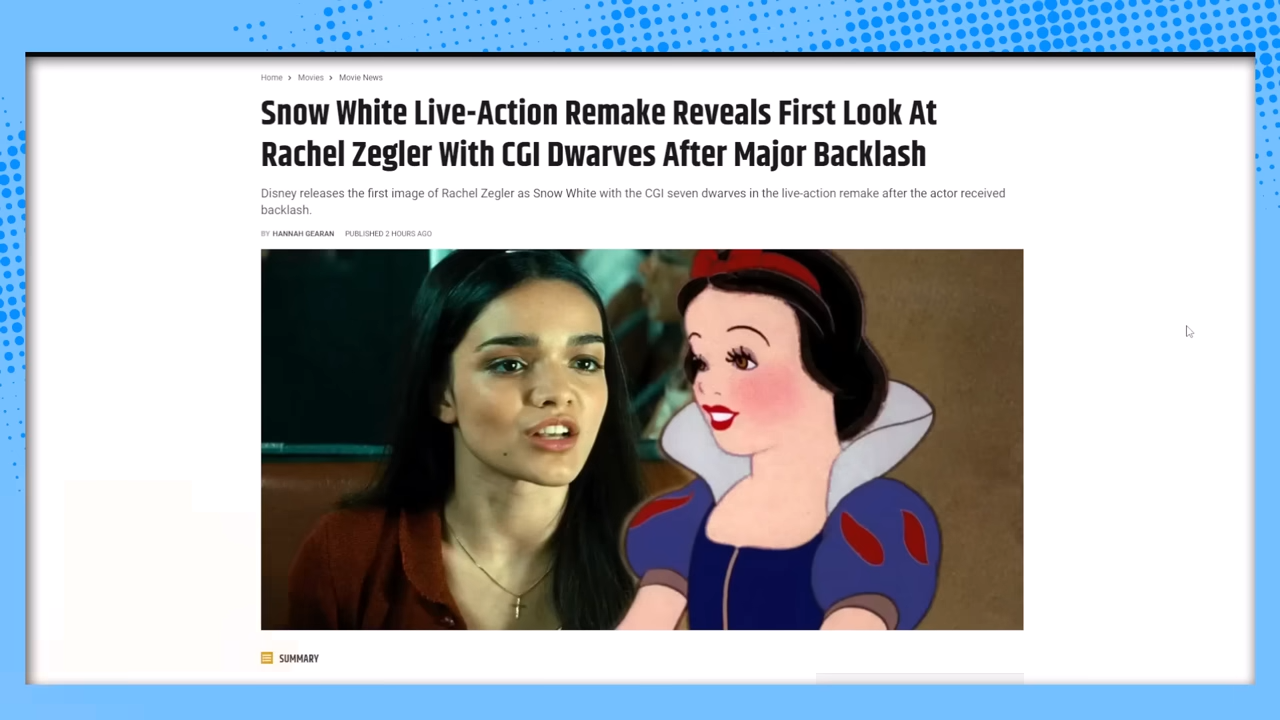 Home > Movies > Movie News
Snow White Live-Action Remake Reveals First Look At
Rachel Zegler With CGI Dwarves After Major Backlash
Disney releases the first image of Rachel Zegler as Snow White with the CGI seven dwarves in the live-action remake after the actor received
backlash.
BY HANNAH GEARAN PUBLISHED 2 HOURS AGO
SUMMARY